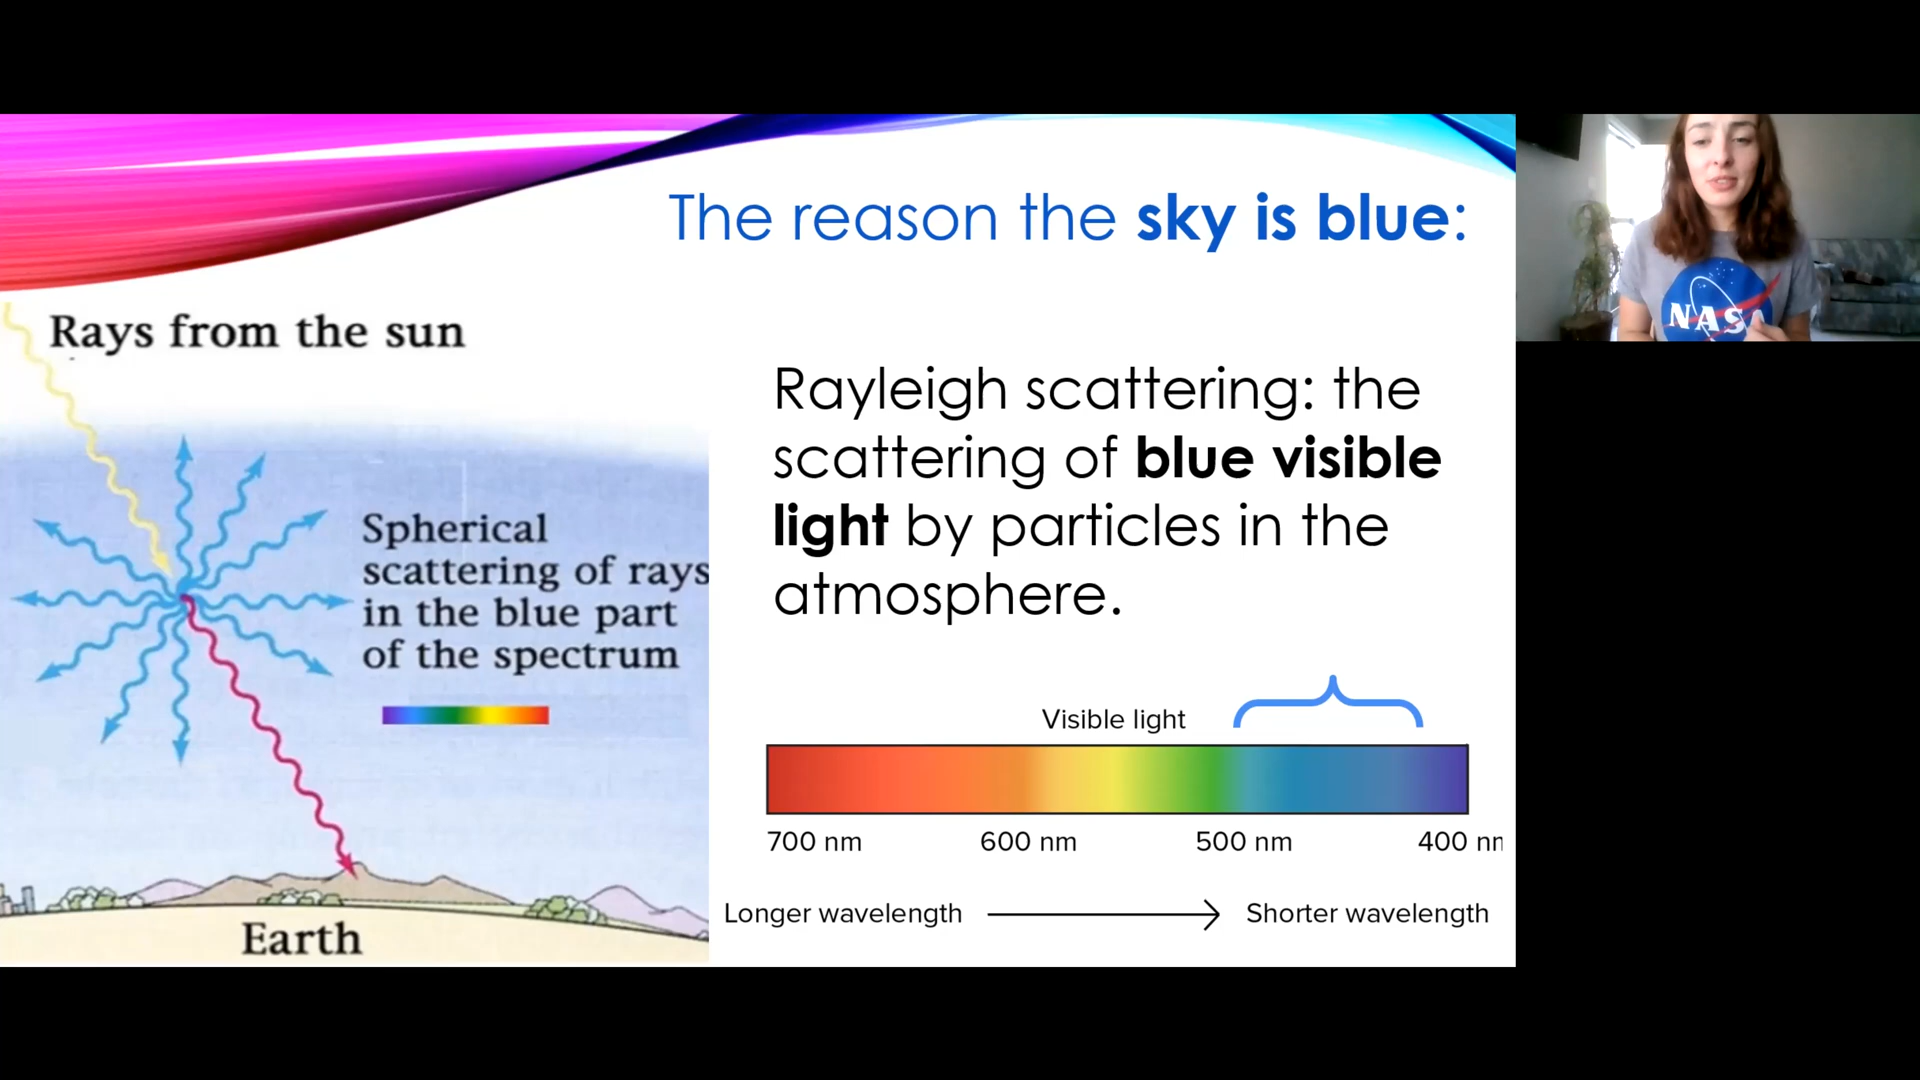 The reason the sky is blue:
Rays from the sun
Spherical
scattering of rays
in the blue part
of the spectrum
Earth
Rayleigh scattering: the
scattering of blue visible
light by particles in the
atmosphere.
Visible light
700 nm 600 nm 500 nm 400 nm
Longer wavelength Shorter wavelength
NASA